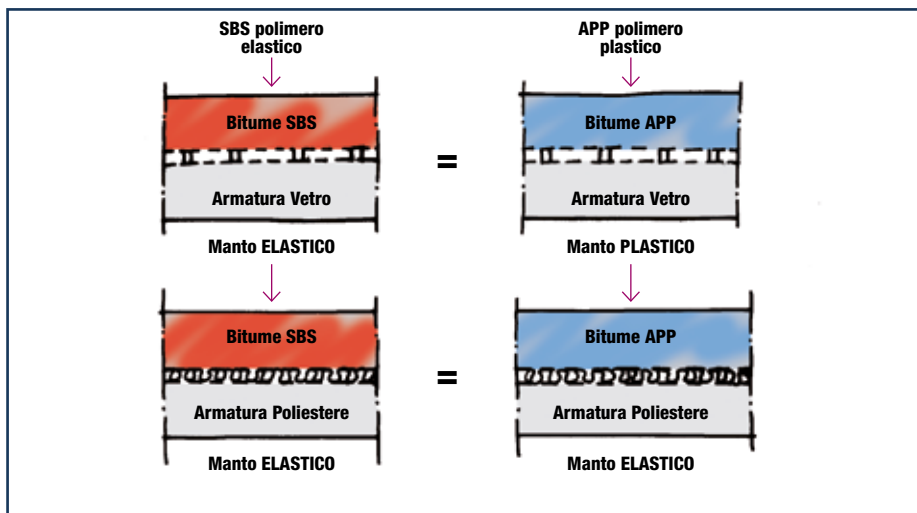 SBS polimero
elastico
APP polimero
plastico
Bitume SBS
Bitume APP
=
Armatura Vetro
Armatura Vetro
Manto ELASTICO
Manto PLASTICO
Bitume SBS
Bitume APP
=
Armatura Poliestere
Armatura Poliestere
Manto ELASTICO
Manto ELASTICO